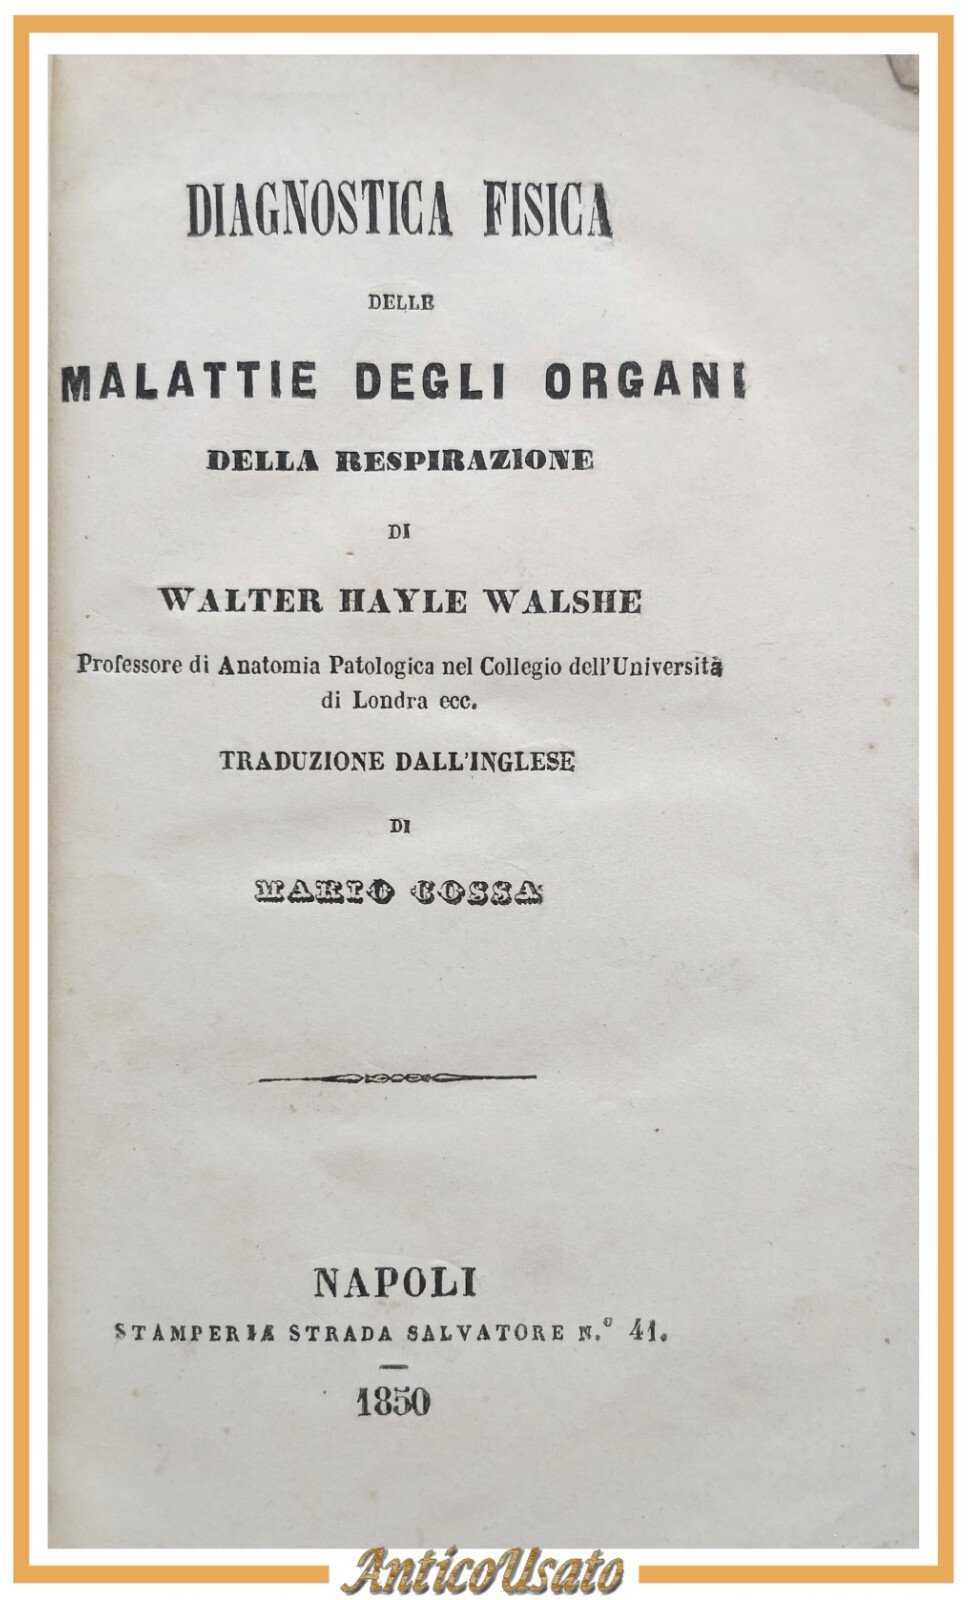 DIAGNOSTICA FISICA
DELLE
MALATTIE DEGLI ORGANI
DELLA RESPIRAZIONE
DI
WALTER HAYLE WALSHE
Professore di Anatomia Patologica nel Collegio dell'Università
di Londra ecc.
TRADUZIONE DALL'INGLESE
DI
MARIO COSSA
NAPOLI
STAMPERIA STRADA SALVATORE N.º 41.
1850
AnticoUsato